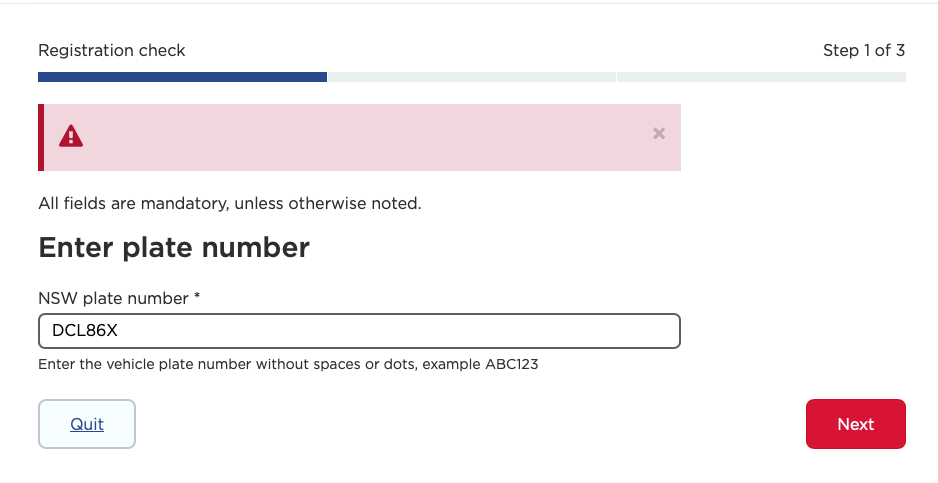 Registration check
Step 1 of 3
All fields are mandatory, unless otherwise noted.
Enter plate number
NSW plate number *
DCL86X
Enter the vehicle plate number without spaces or dots, example ABC123
Quit
Next